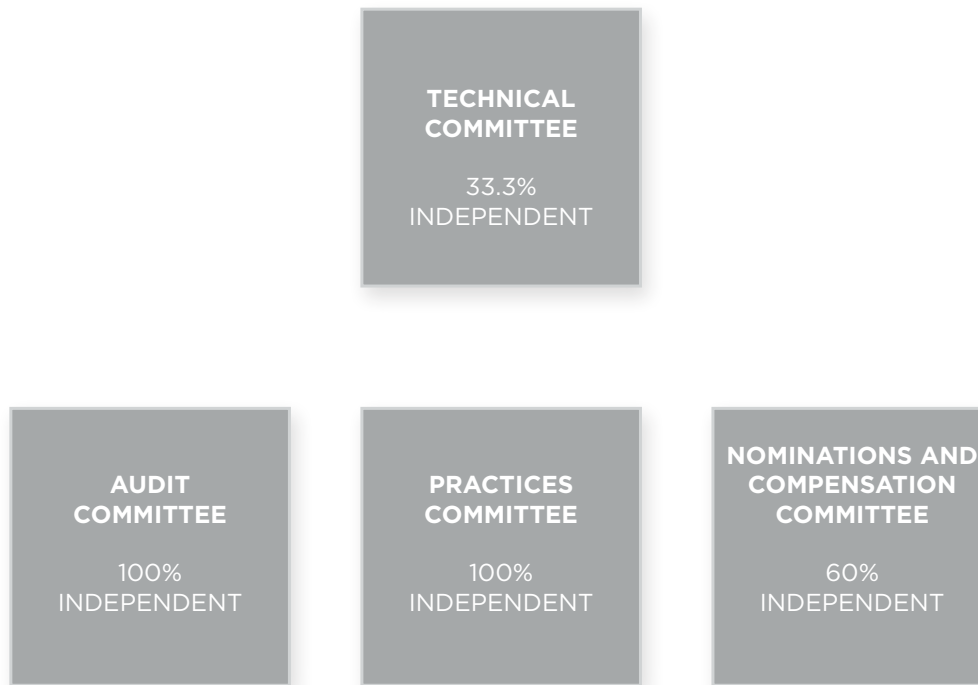 TECHNICAL
COMMITTEE
33.3%
INDEPENDENT
AUDIT
COMMITTEE
100%
INDEPENDENT
PRACTICES
COMMITTEE
100%
INDEPENDENT
NOMINATIONS AND
COMPENSATION
COMMITTEE
60%
INDEPENDENT